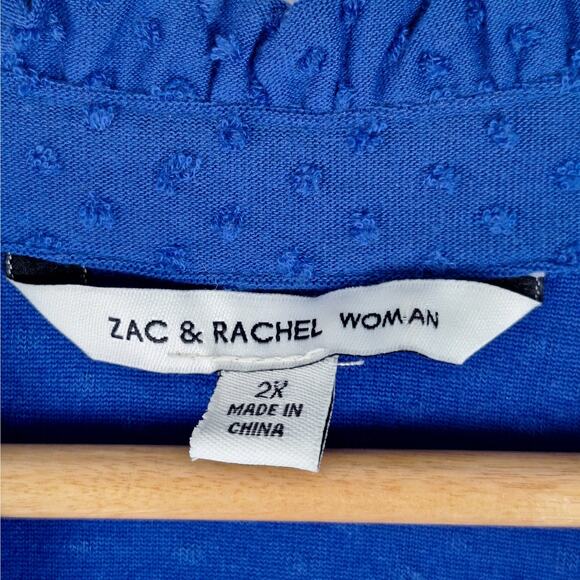 ZAC & RACHEL WOMAN
2X
MADE IN
CHINA